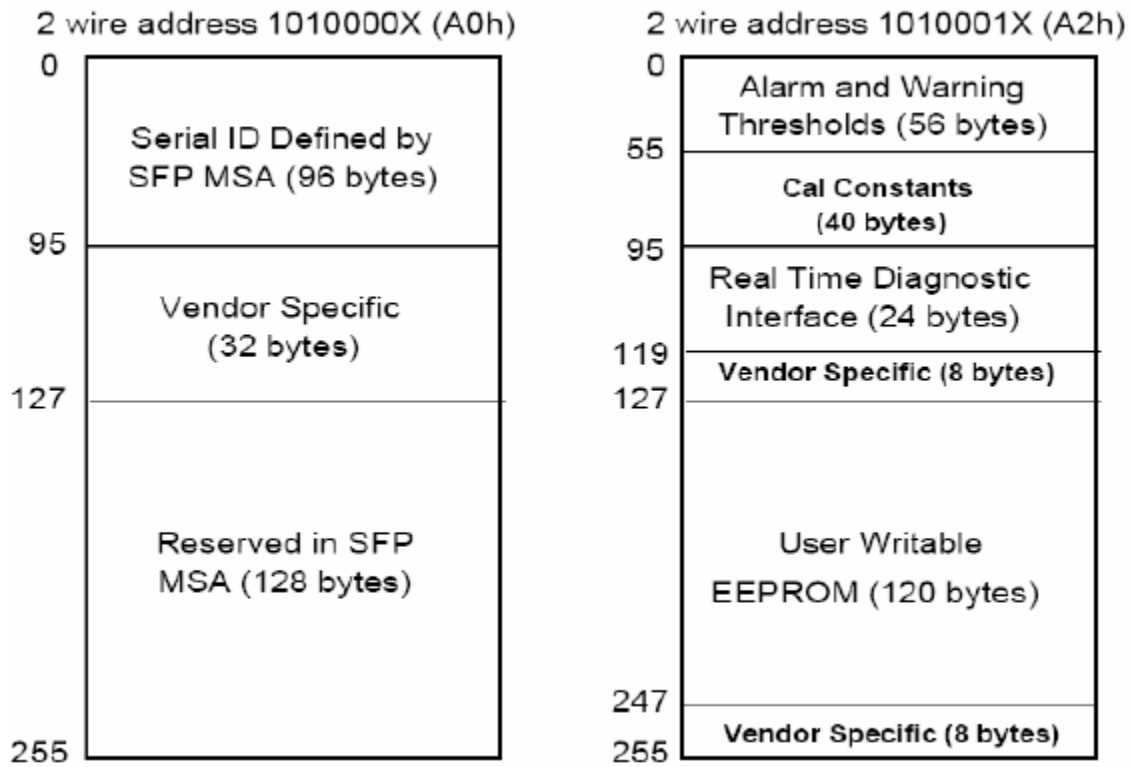 2 wire address 1010000X (A0h)
0
Serial ID Defined by
SFP MSA (96 bytes)
95
Vendor Specific
(32 bytes)
127
Reserved in SFP
MSA (128 bytes)
255
2 wire address 1010001X (A2h)
0
Alarm and Warning
Thresholds (56 bytes)
55
Cal Constants
(40 bytes)
95
Real Time Diagnostic
Interface (24 bytes)
119
Vendor Specific (8 bytes)
127
User Writable
EEPROM (120 bytes)
247
Vendor Specific (8 bytes)
255